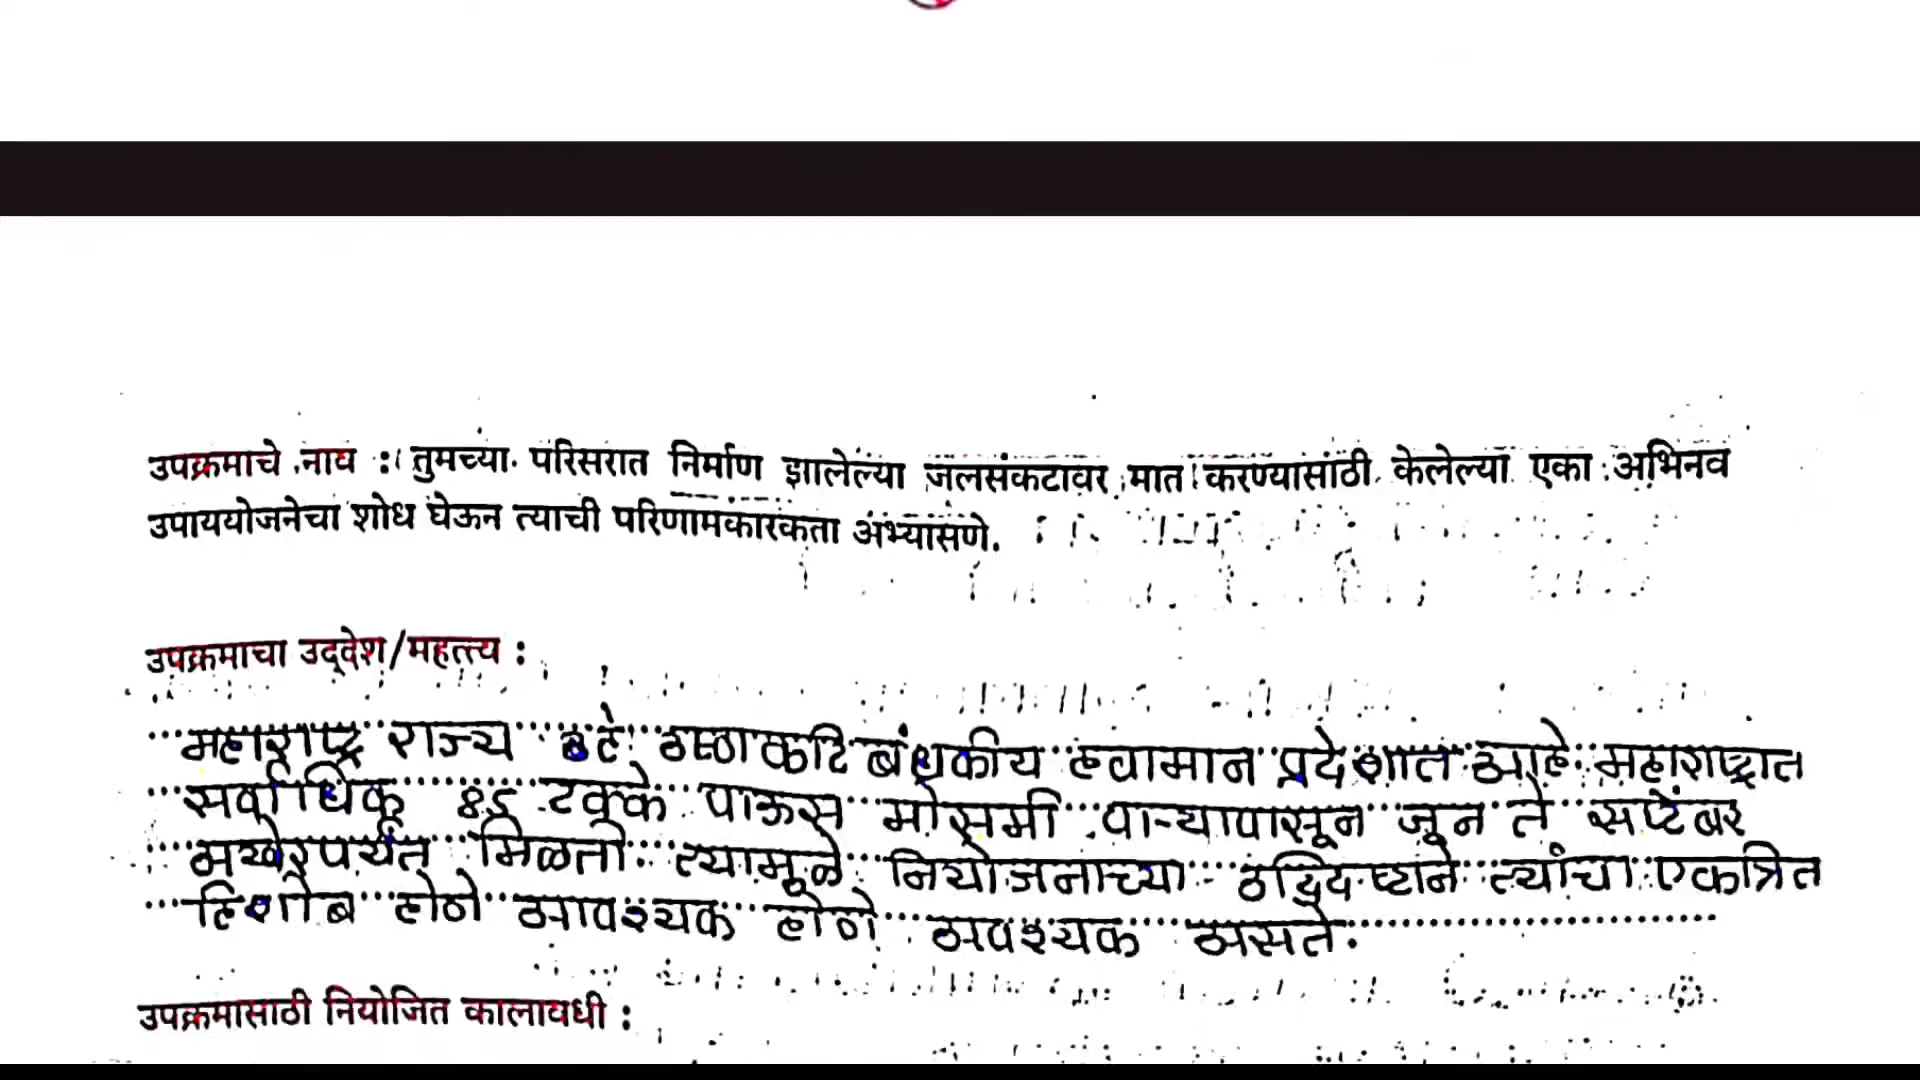 उपक्रमाचे नाव : तुमच्या परिसरात निर्माण झालेल्या जलसंकटावर मात करण्यासाठी केलेल्या एका अभिनव
उपाययोजनेचा शोध घेऊन त्याची परिणामकारकता अभ्यासणे.
उपक्रमाचा उद्देश/महत्त्व :
महाराष्ट्र राज्य हे उष्णकटिबंधकीय हवामान प्रदेशात आहे. महाराष्ट्रात
सर्वाधिक ८५ टक्के पाऊस मोसमी वाऱ्यापासून जून ते सप्टेंबर
अखेरपर्यंत मिळतो. त्यामुळे नियोजनाच्या त्यांचा एकत्रित
हिशोब होणे आवश्यक होणे आवश्यक असते.
उपक्रमासाठी नियोजित कालावधी :